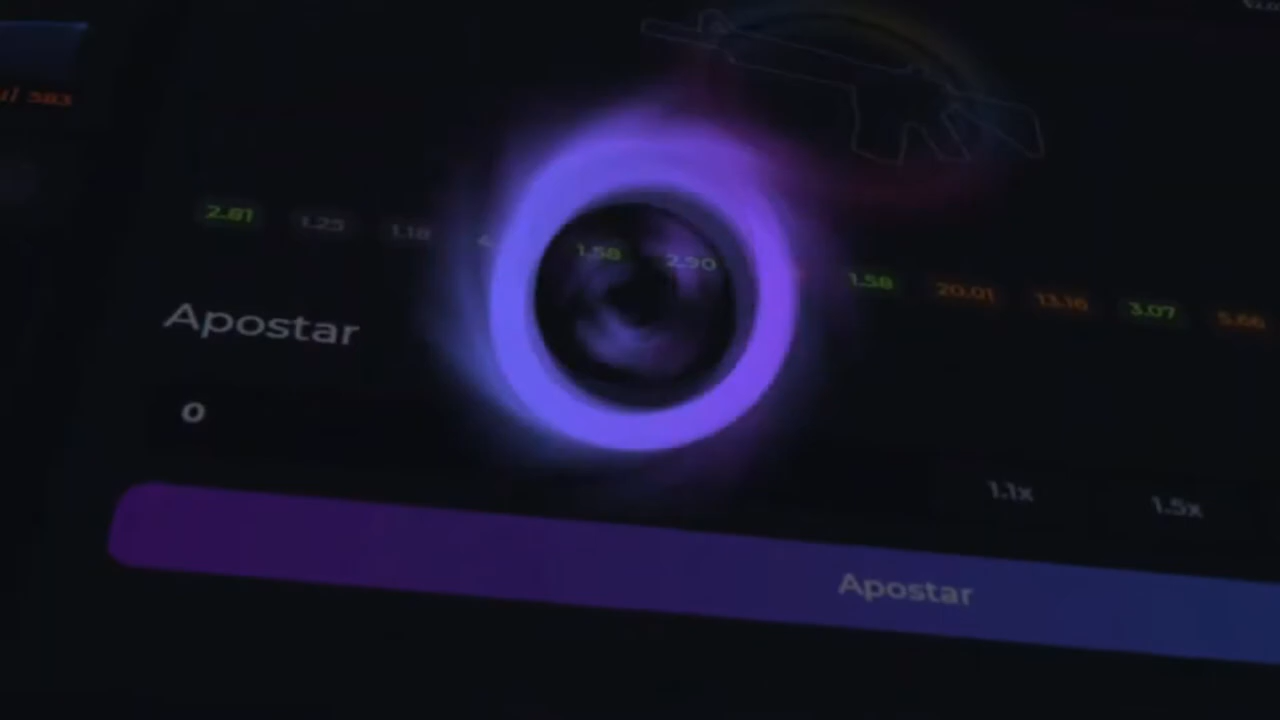 383
2.81 1.25 1.18 1.58 2.90 1.58 20.01 13.16 3.07 5.66
Apostar
0
1.1x 1.5x
Apostar